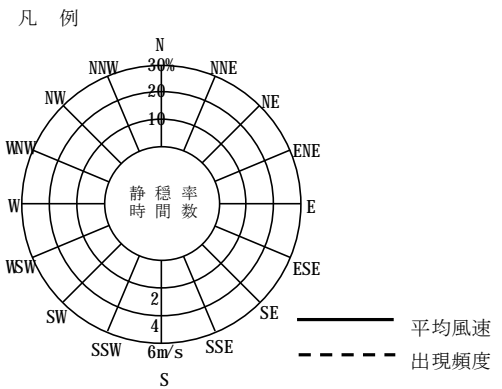 凡 例
N
NNW 30% NNE
NW 20 NE
10
WNW ENE
静 穏 率
時 間 数
W E
WSW ESE
2
SW 4 SE
SSW 6m/s SSE
S
平均風速
出現頻度